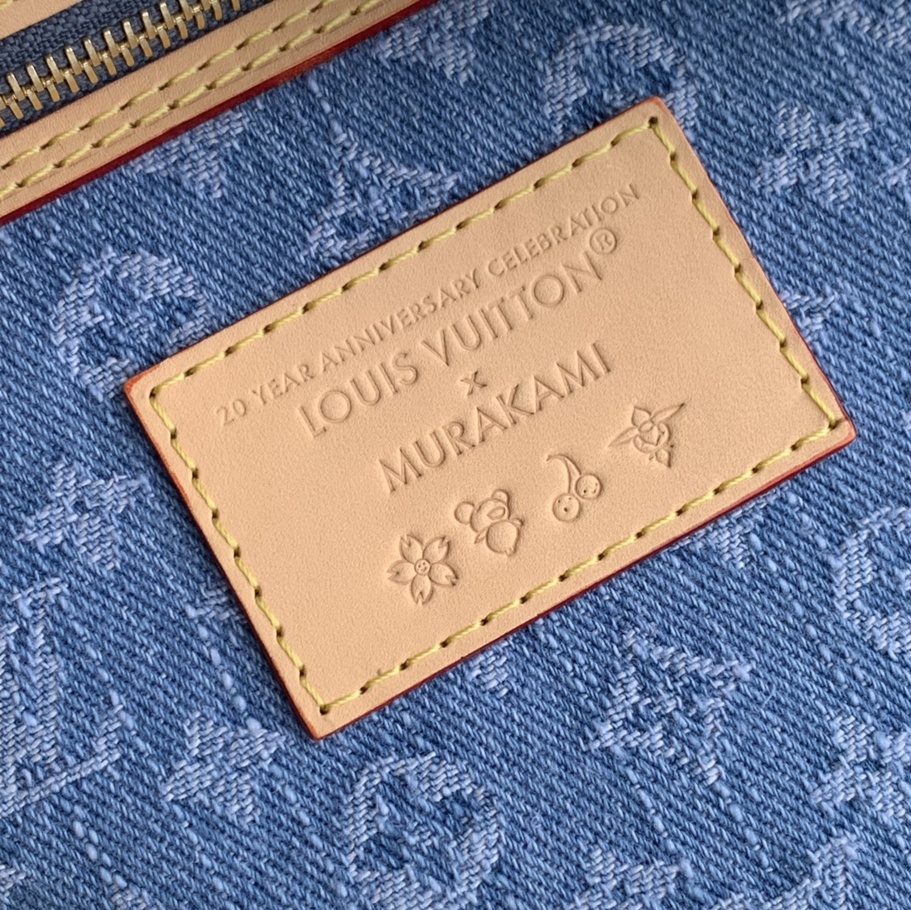 20 YEAR ANNIVERSARY CELEBRATION
LOUIS VUITTON®
x
MURAKAMI